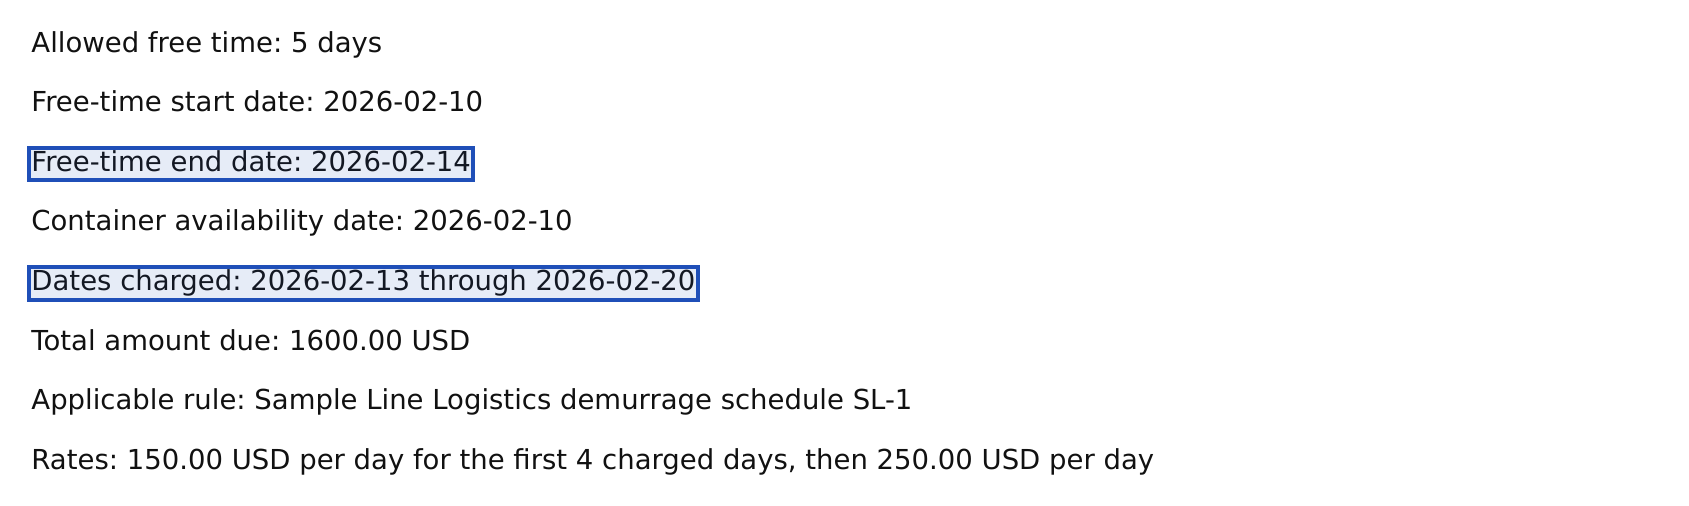 Allowed free time: 5 days
Free-time start date: 2026-02-10
Free-time end date: 2026-02-14
Container availability date: 2026-02-10
Dates charged: 2026-02-13 through 2026-02-20
Total amount due: 1600.00 USD
Applicable rule: Sample Line Logistics demurrage schedule SL-1
Rates: 150.00 USD per day for the first 4 charged days, then 250.00 USD per day